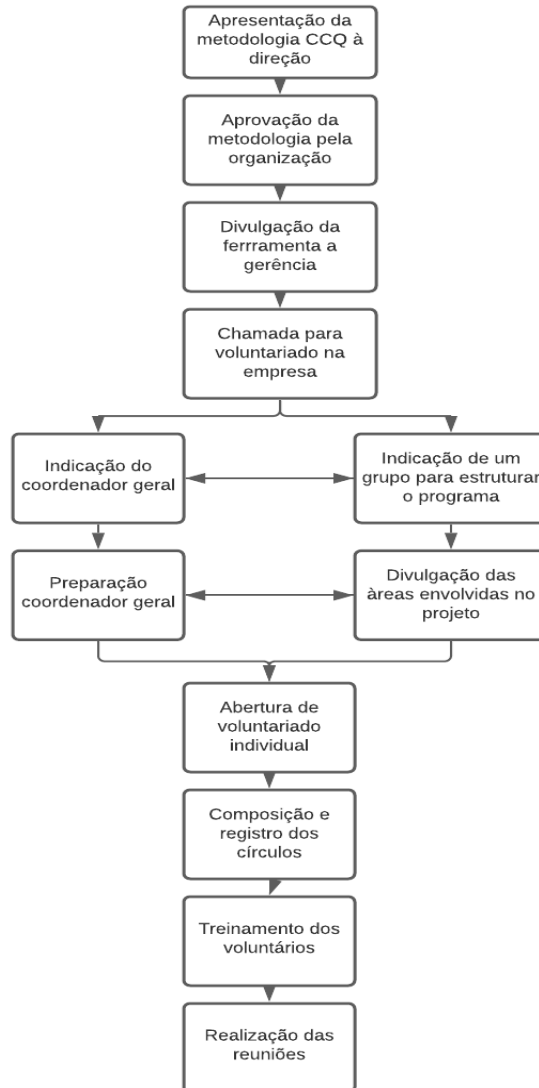 Apresentação da
metodologia CCQ à
direção
Aprovação da
metodologia pela
organização
Divulgação da
ferrramenta a
gerência
Chamada para
voluntariado na
empresa
Indicação do
coordenador geral
Indicação de um
grupo para estruturar
o programa
Preparação
coordenador geral
Divulgação das
àreas envolvidas no
projeto
Abertura de
voluntariado
individual
Composição e
registro dos
círculos
Treinamento dos
voluntários
Realização das
reuniões